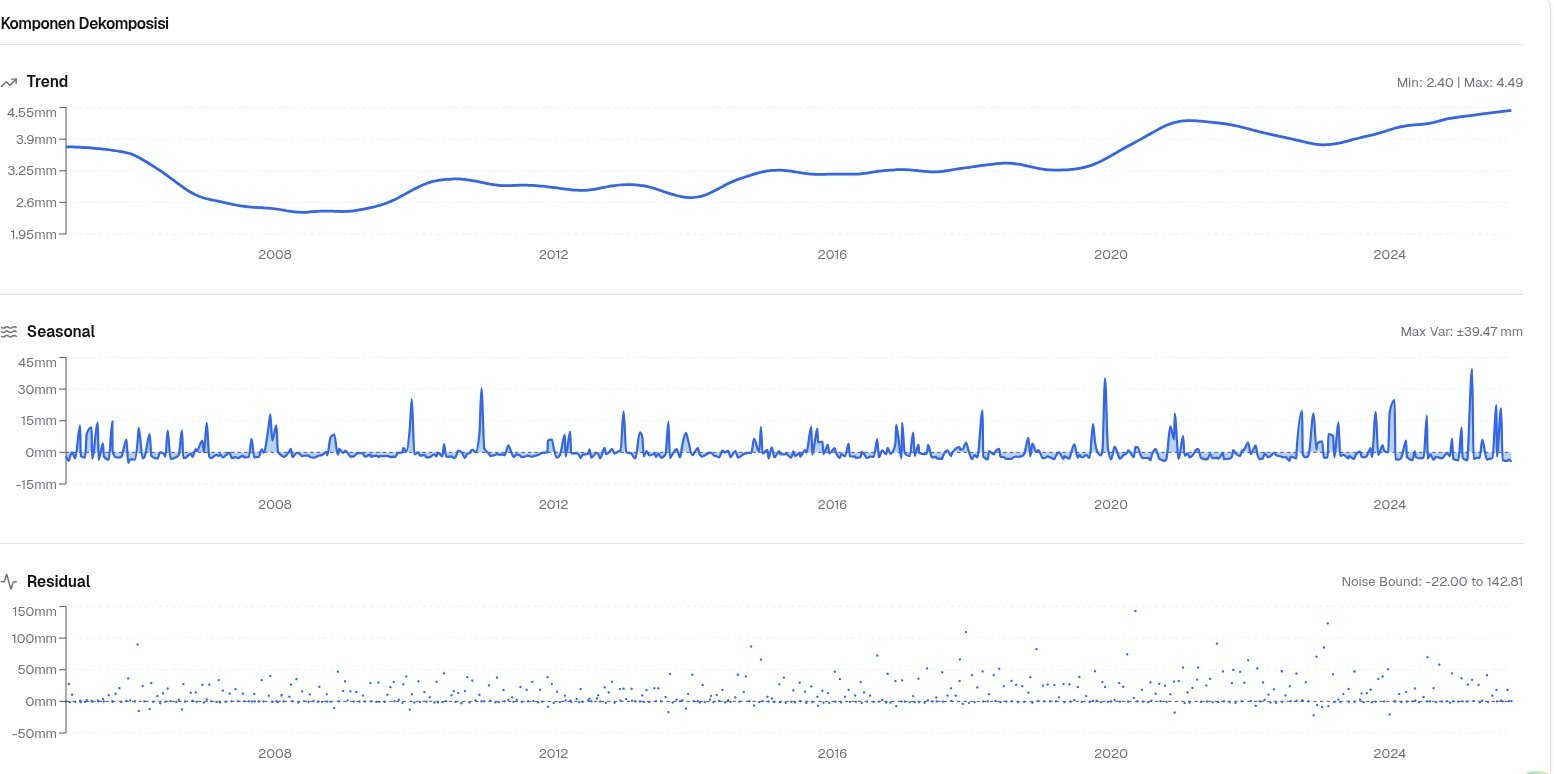 Komponen Dekomposisi
Trend
Min: 2.40 | Max: 4.49
4.55mm
3.9mm
3.25mm
2.6mm
1.95mm
2008 2012 2016 2020 2024
Seasonal
Max Var: ±39.47 mm
45mm
30mm
15mm
0mm
-15mm
2008 2012 2016 2020 2024
Residual
Noise Bound: -22.00 to 142.81
150mm
100mm
50mm
0mm
-50mm
2008 2012 2016 2020 2024